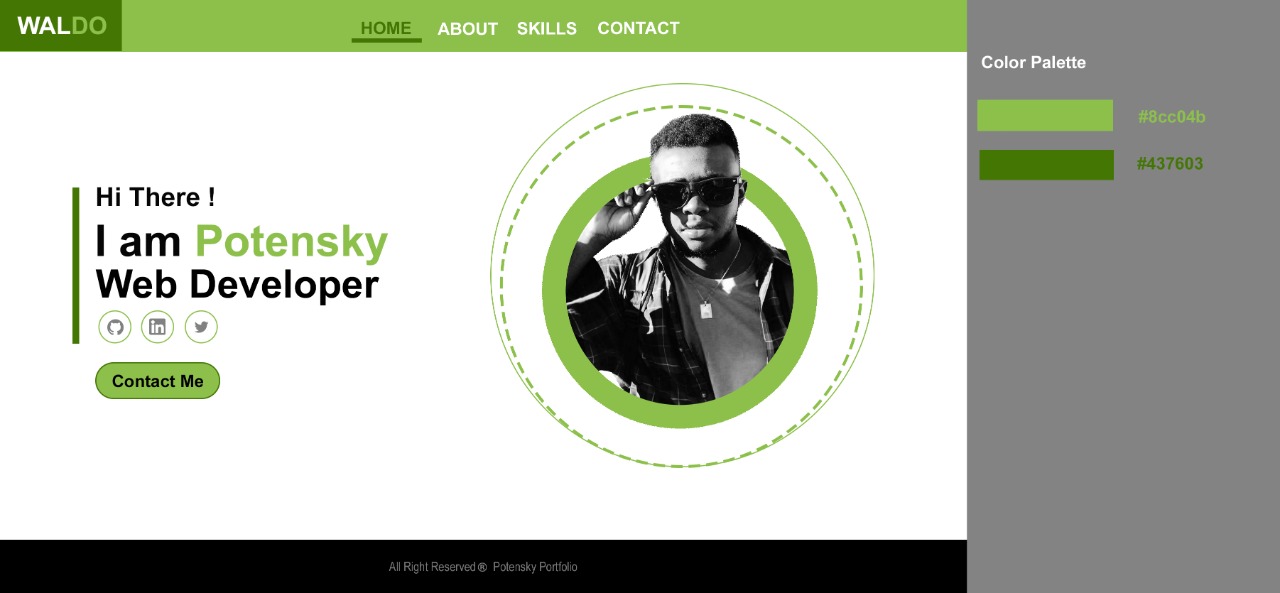 WALDO
HOME ABOUT SKILLS CONTACT
Hi There !
I am Potensky
Web Developer
in
Contact Me
All Right Reserved ® Potensky Portfolio
Color Palette
#8cc04b
#437603